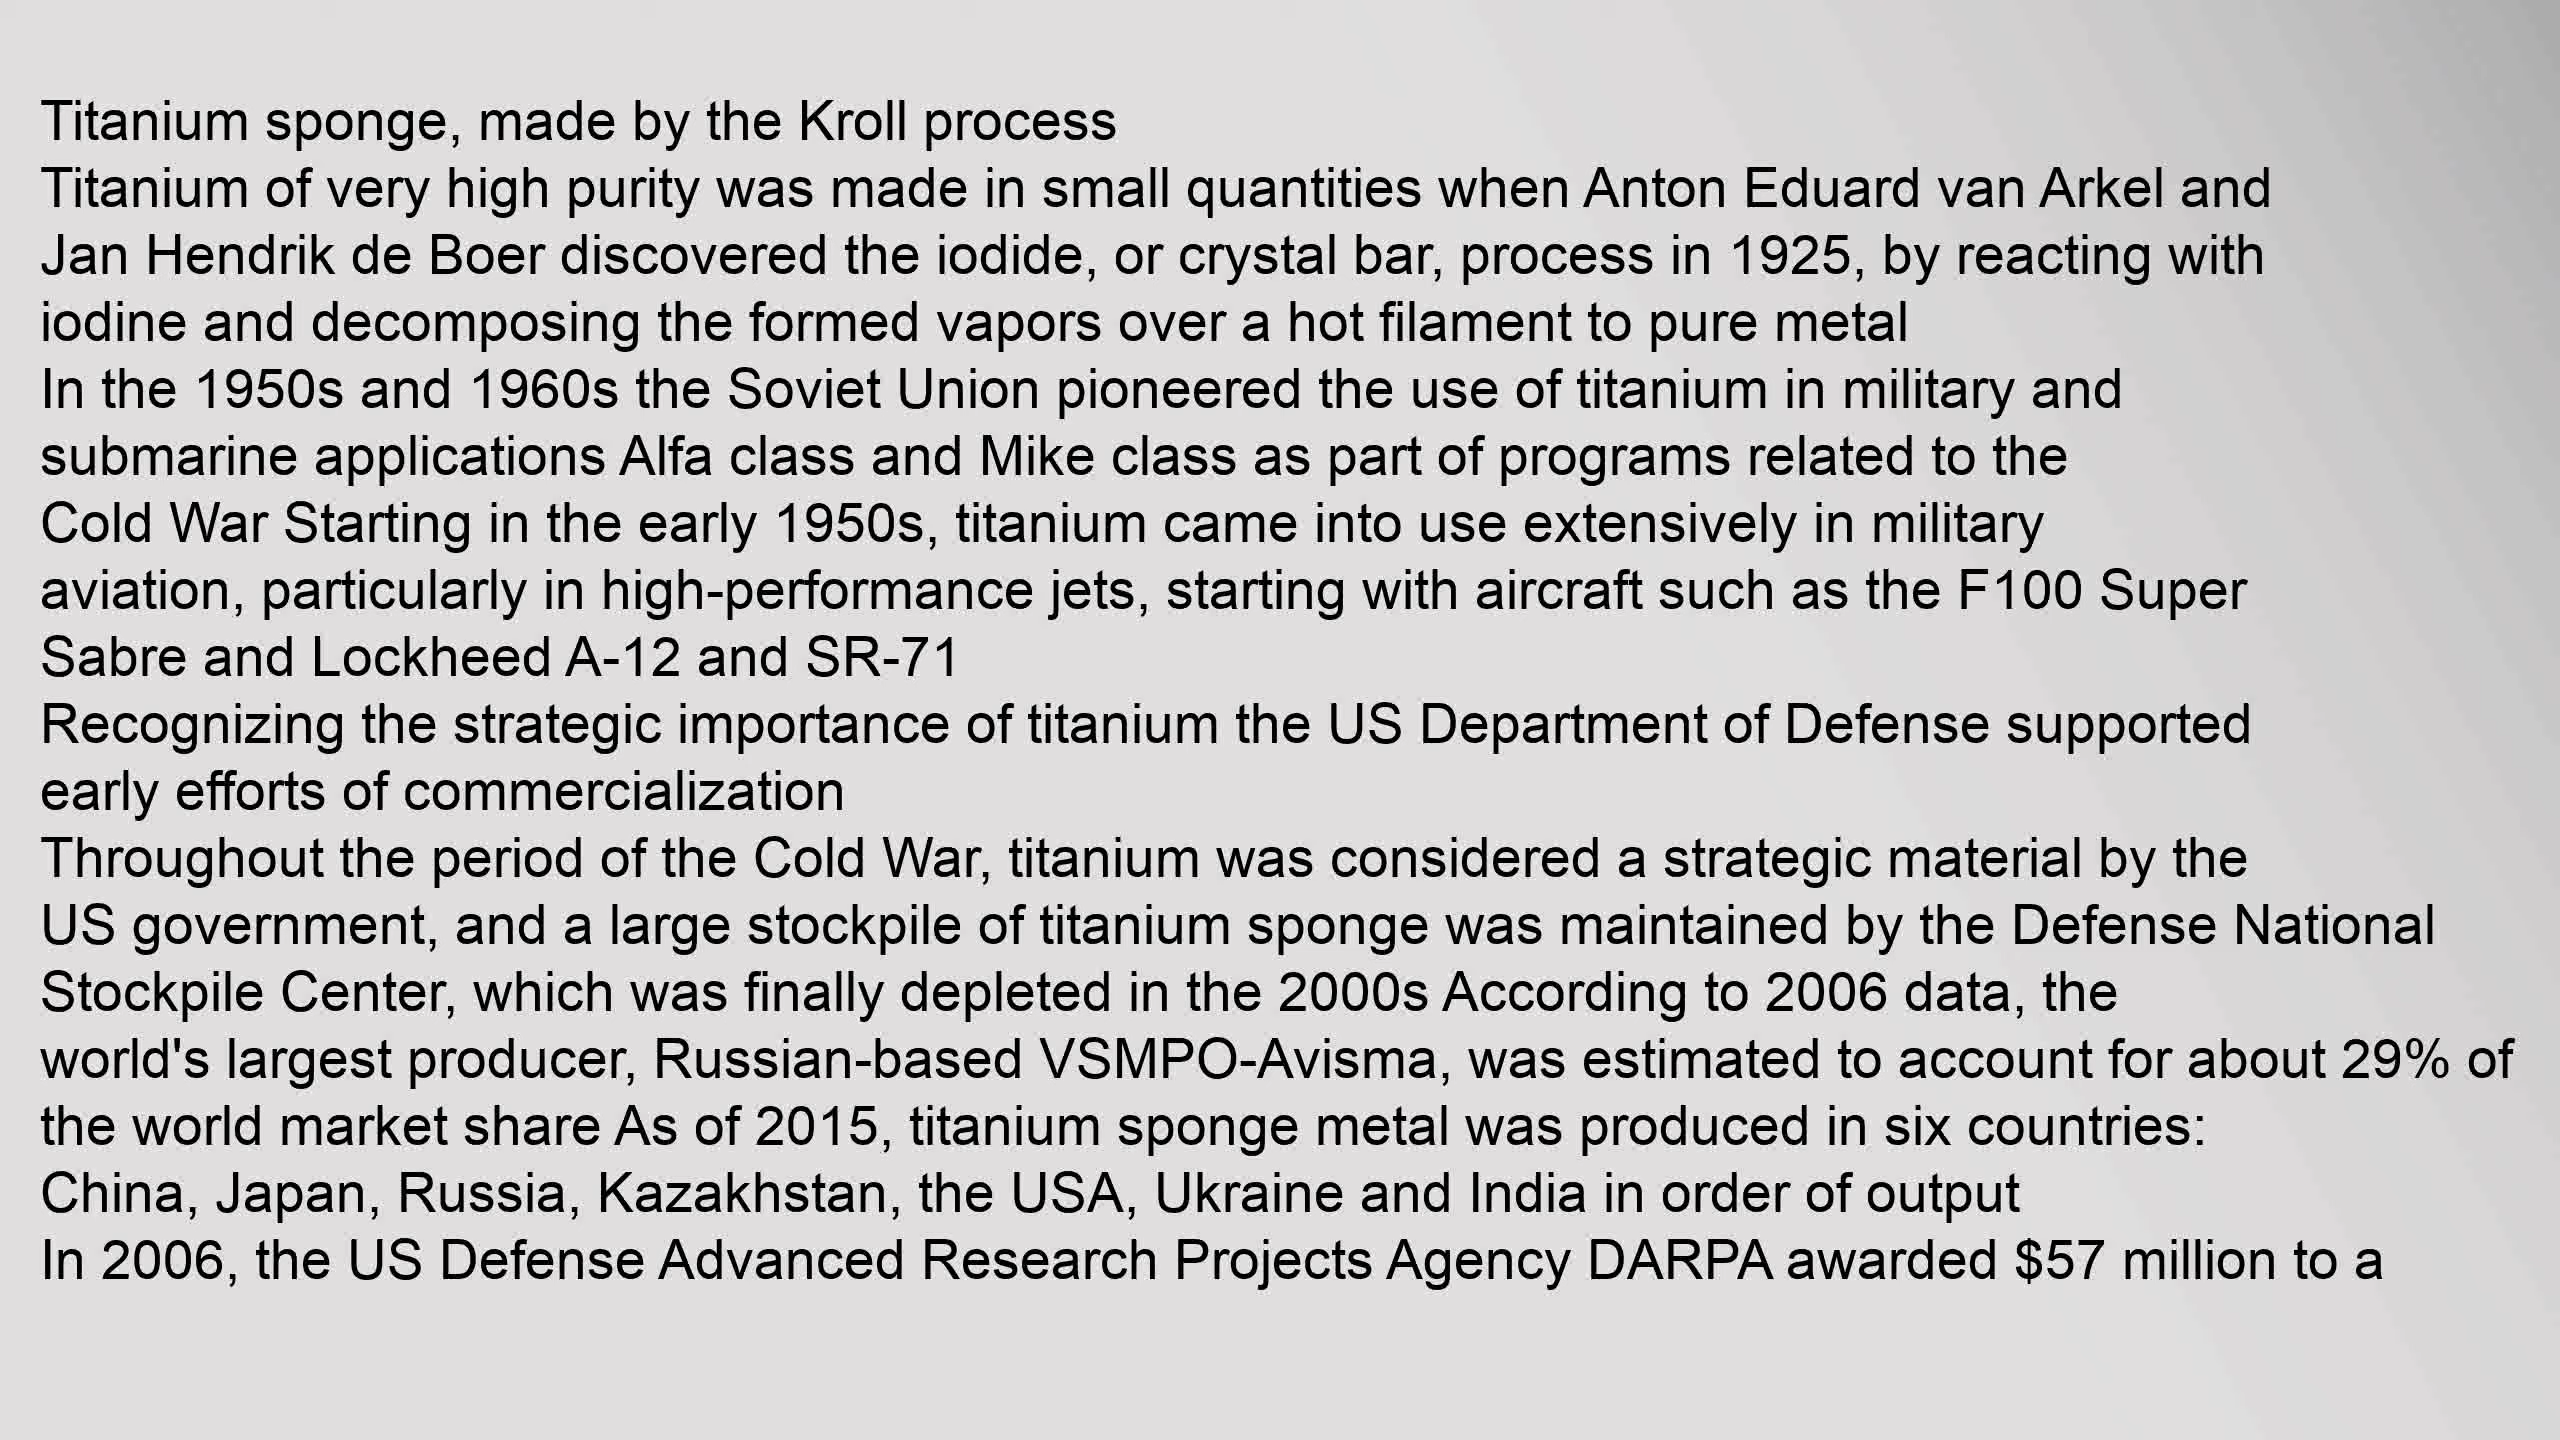 Titanium sponge, made by the Kroll process
Titanium of very high purity was made in small quantities when Anton Eduard van Arkel and
Jan Hendrik de Boer discovered the iodide, or crystal bar, process in 1925, by reacting with
iodine and decomposing the formed vapors over a hot filament to pure metal
In the 1950s and 1960s the Soviet Union pioneered the use of titanium in military and
submarine applications Alfa class and Mike class as part of programs related to the
Cold War Starting in the early 1950s, titanium came into use extensively in military
aviation, particularly in high-performance jets, starting with aircraft such as the F100 Super
Sabre and Lockheed A-12 and SR-71
Recognizing the strategic importance of titanium the US Department of Defense supported
early efforts of commercialization
Throughout the period of the Cold War, titanium was considered a strategic material by the
US government, and a large stockpile of titanium sponge was maintained by the Defense National
Stockpile Center, which was finally depleted in the 2000s According to 2006 data, the
world's largest producer, Russian-based VSMPO-Avisma, was estimated to account for about 29% of
the world market share As of 2015, titanium sponge metal was produced in six countries:
China, Japan, Russia, Kazakhstan, the USA, Ukraine and India in order of output
In 2006, the US Defense Advanced Research Projects Agency DARPA awarded $57 million to a